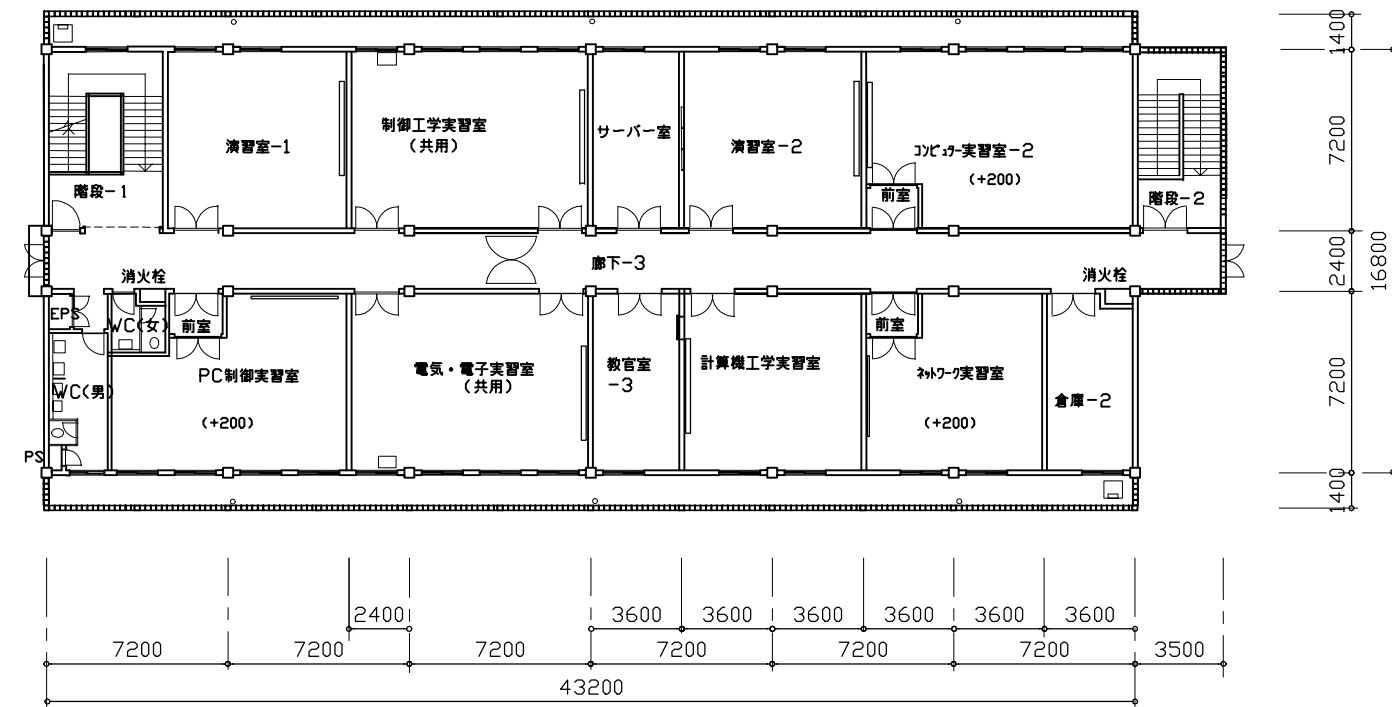 1400
演習室-1
制御工学実習室
(共用)
サーバー室
演習室-2
コンピュター実習室-2
(+200)
前室
7200
階段-1
階段-2
消火栓
廊下-3
消火栓
2400
16800
EPS
WC(女)
前室
前室
PC制御実習室
(+200)
電気・電子実習室
(共用)
教官室
-3
計算機工学実習室
ネットワーク実習室
(+200)
倉庫-2
7200
WC(男)
PS
1400
2400
3600
3600
3600
3600
3600
3600
7200
7200
7200
7200
7200
7200
3500
43200